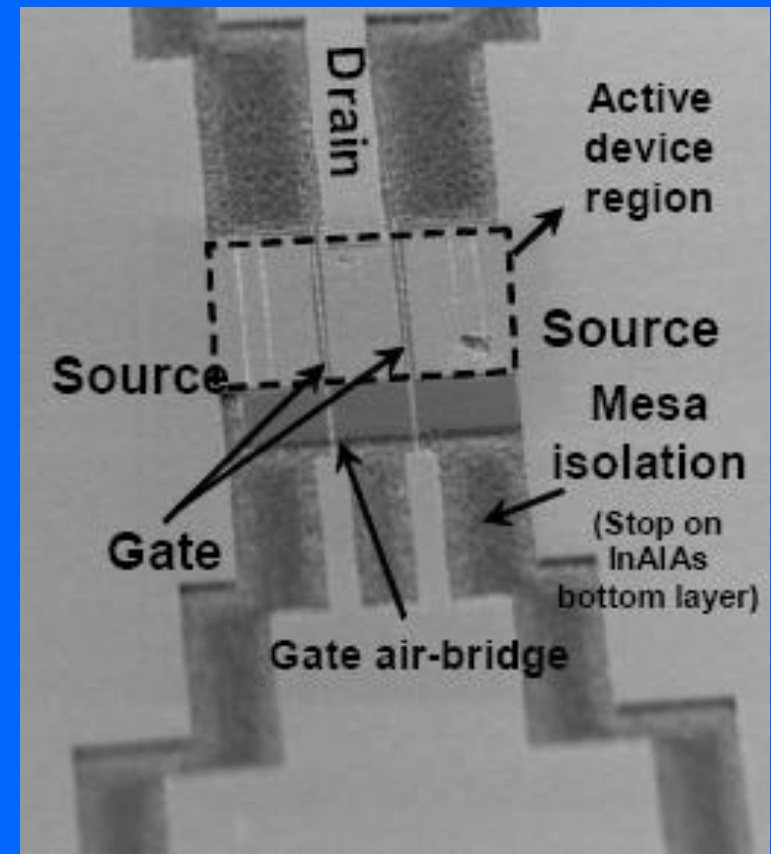 Drain
Active
device
region
Source
Source
Mesa
isolation
(Stop on
InAlAs
bottom layer)
Gate
Gate air-bridge